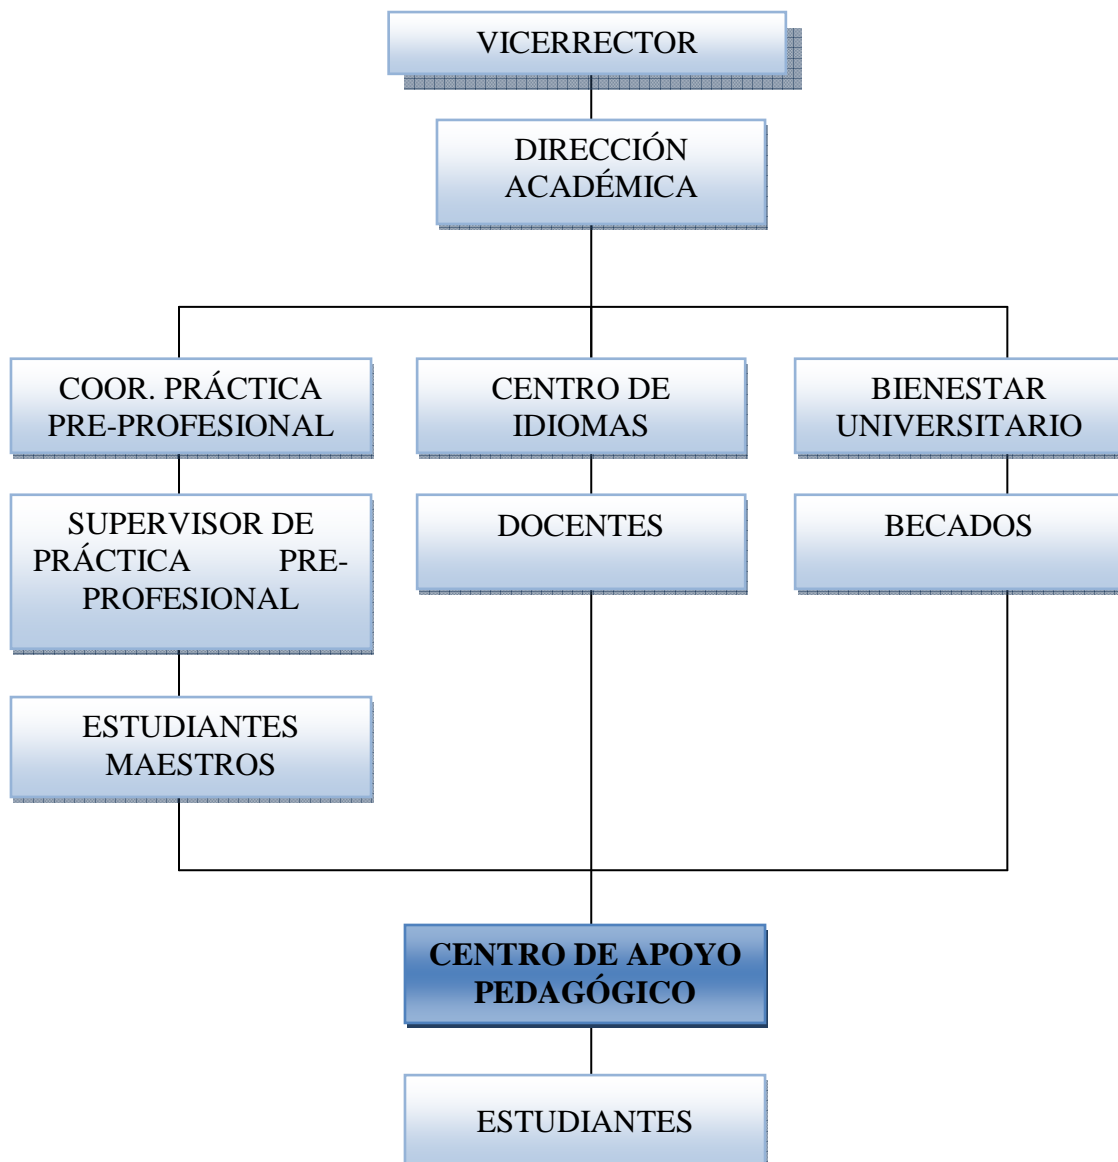 VICERRECTOR
DIRECCIÓN
ACADÉMICA
COOR. PRÁCTICA
PRE-PROFESIONAL
CENTRO DE
IDIOMAS
BIENESTAR
UNIVERSITARIO
SUPERVISOR DE
PRÁCTICA PRE-
PROFESIONAL
DOCENTES
BECADOS
ESTUDIANTES
MAESTROS
CENTRO DE APOYO
PEDAGÓGICO
ESTUDIANTES